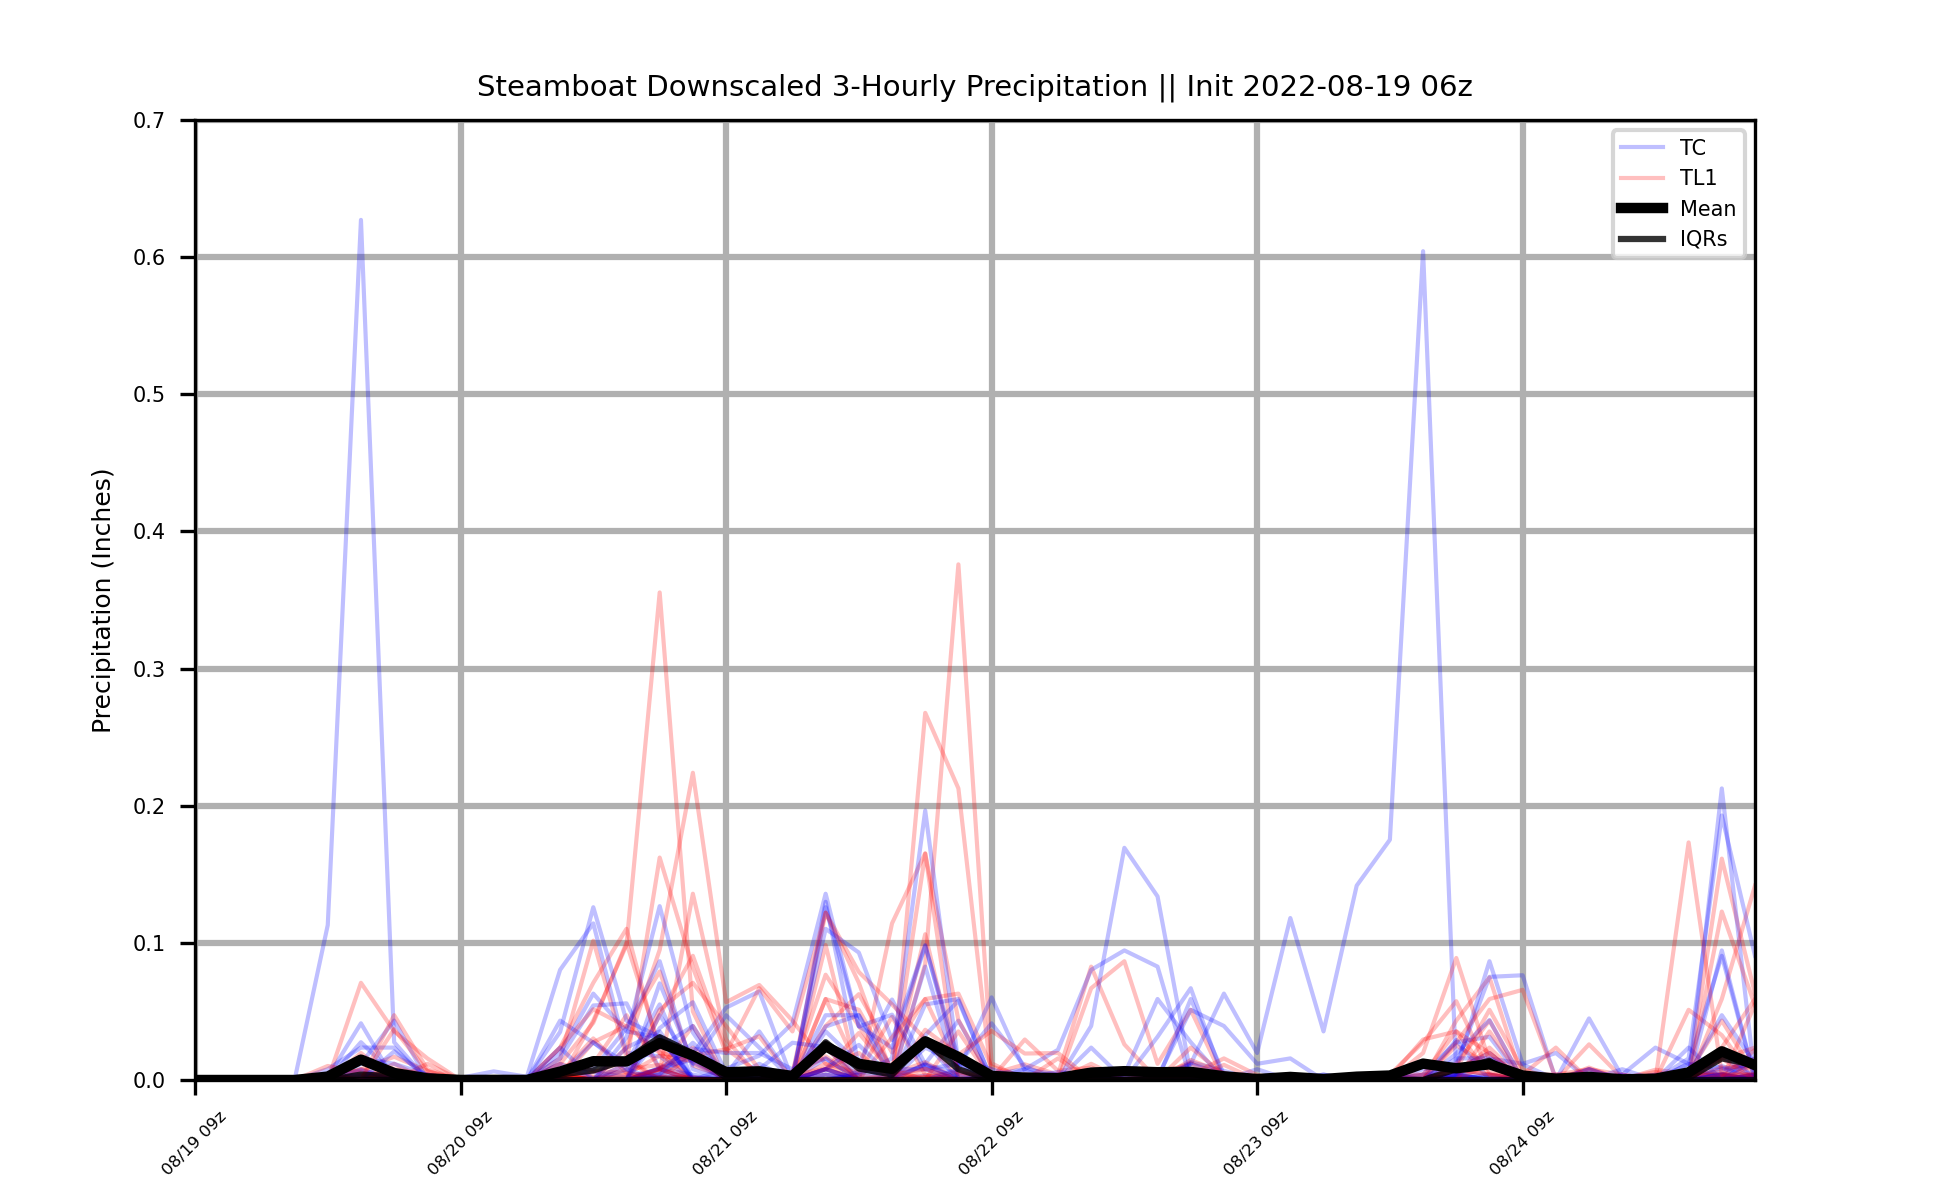 Steamboat Downscaled 3-Hourly Precipitation || Init 2022-08-19 06z
TC
TL1
Mean
IQRs
Precipitation (Inches)
0.7
0.6
0.5
0.4
0.3
0.2
0.1
0.0
08/19 09z
08/20 09z
08/21 09z
08/22 09z
08/23 09z
08/24 09z